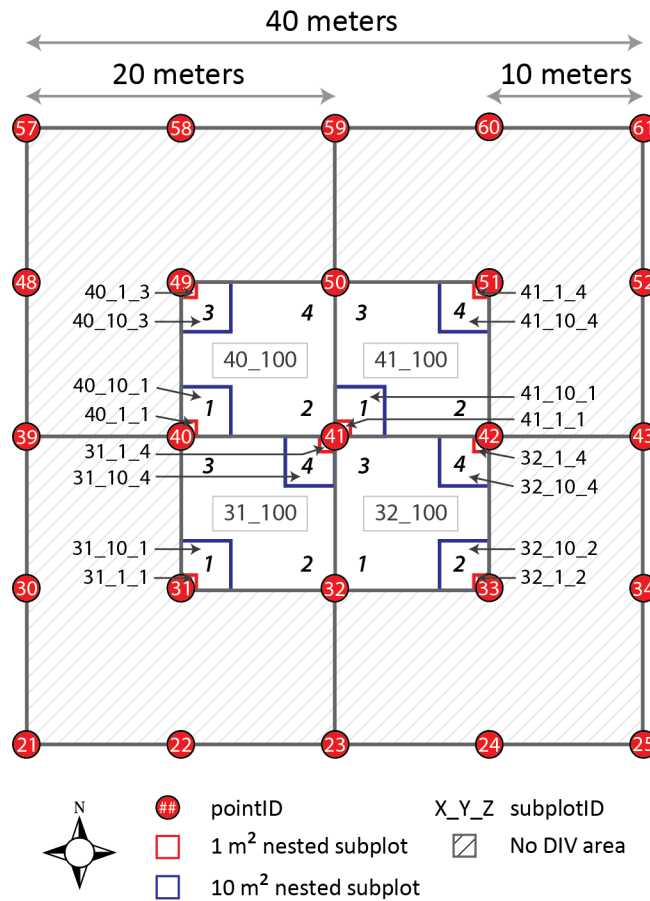 40 meters
20 meters 10 meters
57 58 59 60 61
48 49 50 51 52
40_1_3 41_1_4
40_10_3 3 4 3 4 41_10_4
40_100 41_100
40_10_1 41_10_1
40_1_1 1 2 1 2 41_1_1
39 40 41 42 43
31_1_4 32_1_4
31_10_4 3 4 3 4 32_10_4
31_100 32_100
31_10_1 32_10_2
31_1_1 1 2 1 2 32_1_2
30 31 32 33 34
21 22 23 24 25
N ## pointID X_Y_Z subplotID
1 m² nested subplot No DIV area
10 m² nested subplot